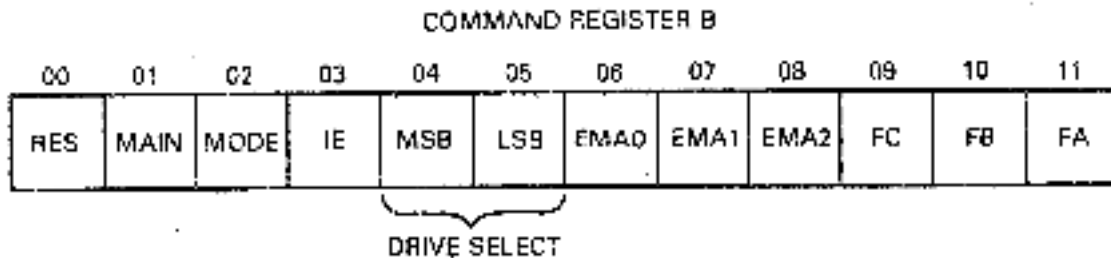 COMMAND REGISTER B
00 01 02 03 04 05 06 07 08 09 10 11
RES MAIN MODE IE MSB LSB EMA0 EMA1 EMA2 FC FB FA
DRIVE SELECT